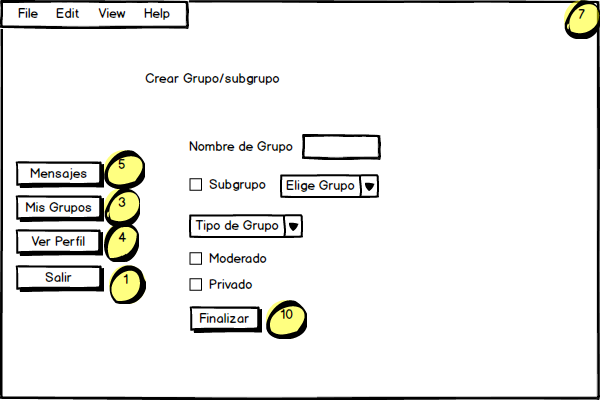 File Edit View Help
7
Crear Grupo/subgrupo
Nombre de Grupo
Mensajes 5
Subgrupo Elige Grupo
Mis Grupos 3
Tipo de Grupo
Ver Perfil 4
Moderado
Salir 1
Privado
Finalizar 10